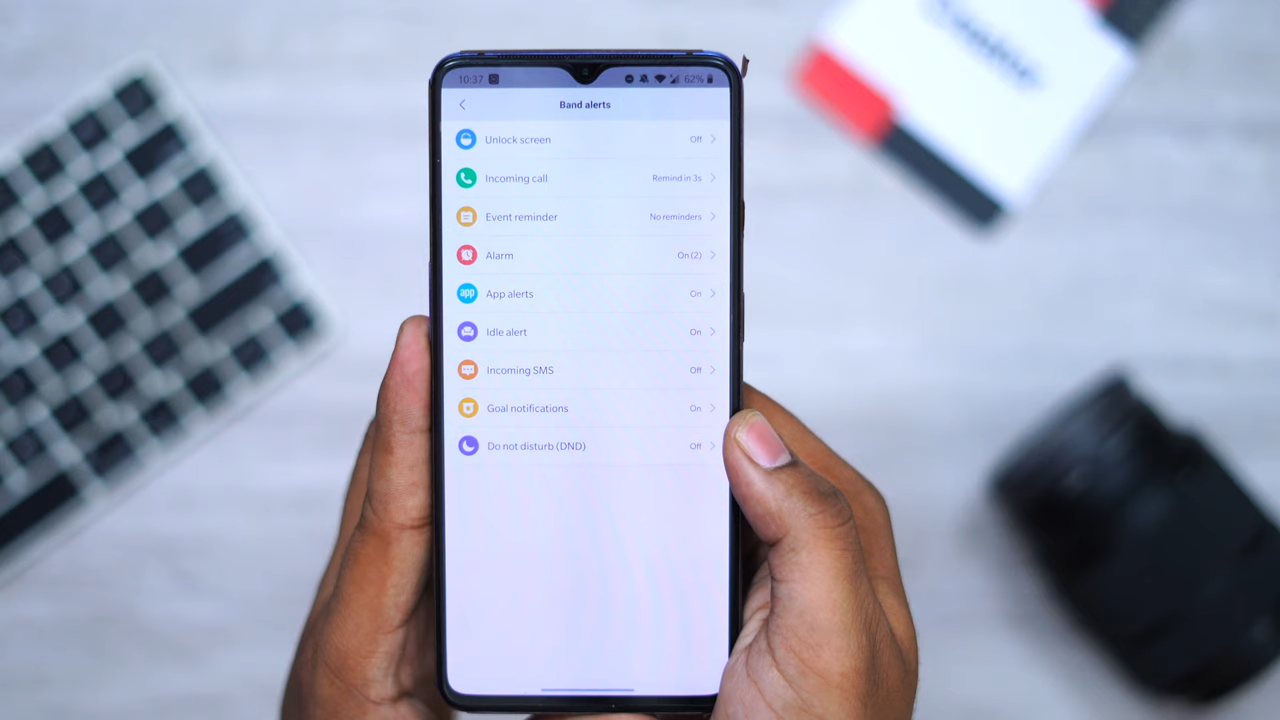 10:37 62%
Band alerts
Unlock screen Off
Incoming call Remind in 3s
Event reminder No reminders
Alarm On (2)
app App alerts On
Idle alert On
Incoming SMS Off
Goal notifications On
Do not disturb (DND) Off